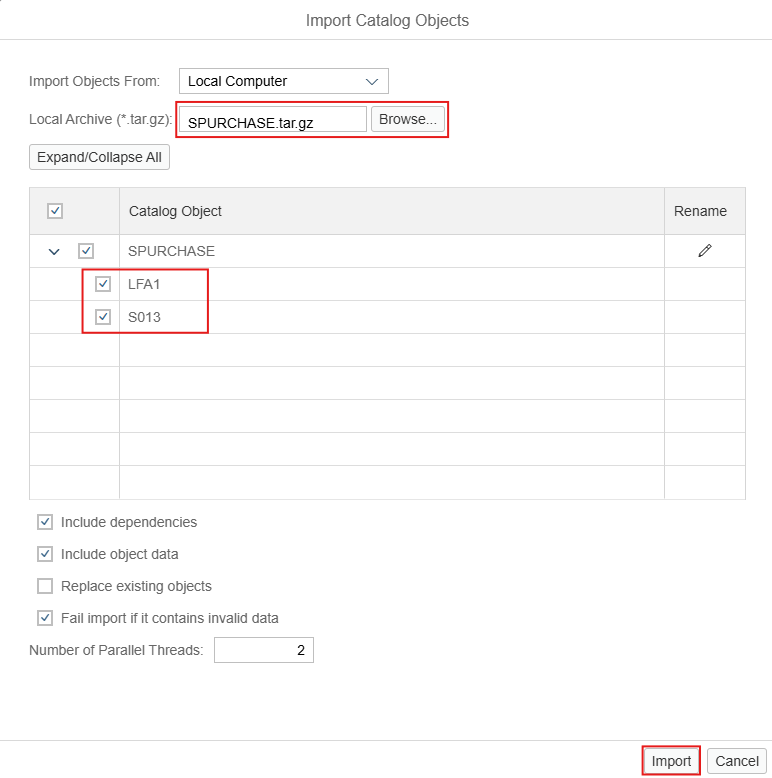 Import Catalog Objects
Import Objects From: Local Computer
Local Archive (*.tar.gz): SPURCHASE.tar.gz Browse...
Expand/Collapse All
Catalog Object Rename
SPURCHASE
LFA1
S013
Include dependencies
Include object data
Replace existing objects
Fail import if it contains invalid data
Number of Parallel Threads: 2
Import Cancel